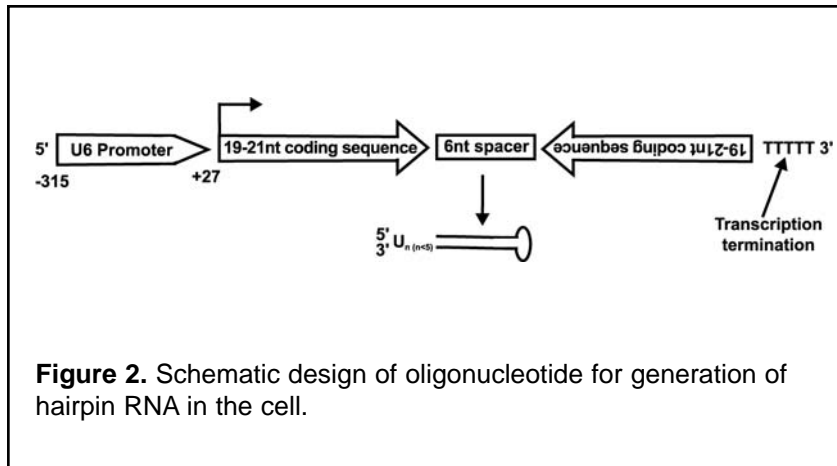 5' U6 Promoter 19-21nt coding sequence 6nt spacer 19-21nt coping sequence TTTTT 3'
-315 +27
Transcription
termination
5'
3' Un (n<5)
Figure 2. Schematic design of oligonucleotide for generation of
hairpin RNA in the cell.